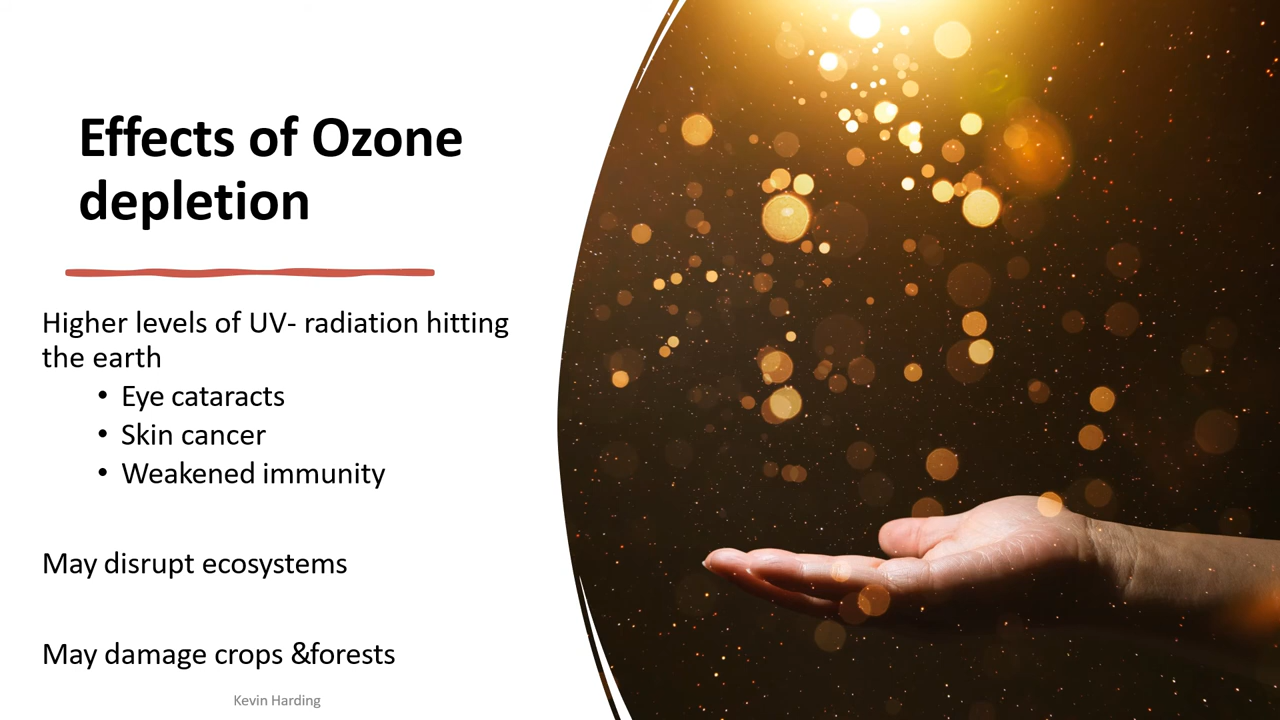 Effects of Ozone
depletion
Higher levels of UV- radiation hitting
the earth
• Eye cataracts
• Skin cancer
• Weakened immunity
May disrupt ecosystems
May damage crops &forests
Kevin Harding